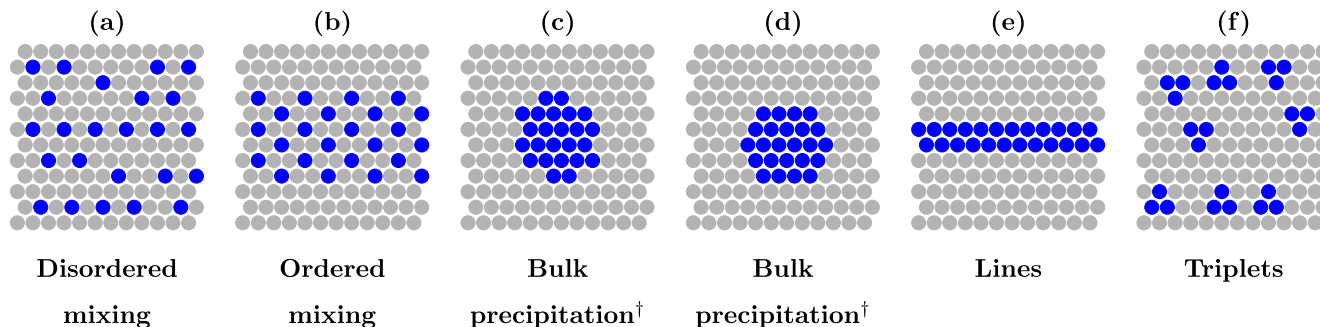 (a) (b) (c) (d) (e) (f)
Disordered Ordered Bulk Bulk Lines Triplets
mixing mixing precipitation† precipitation†